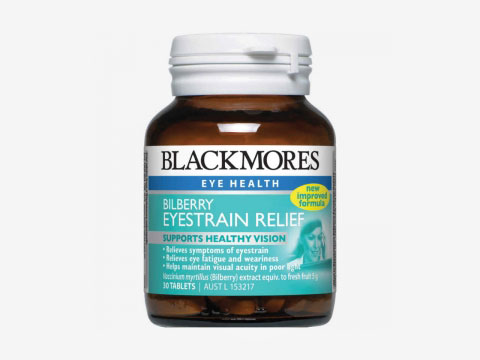 BLACKMORES
EYE HEALTH
new
improved
formula
BILBERRY
EYESTRAIN RELIEF
SUPPORTS HEALTHY VISION
• Relieves symptoms of eyestrain
• Relieves eye fatigue and weariness
• Helps maintain visual acuity in poor light
Vaccinium myrtillus (Bilberry) extract equiv. to fresh fruit 5 g
30 TABLETS | AUST L 153217